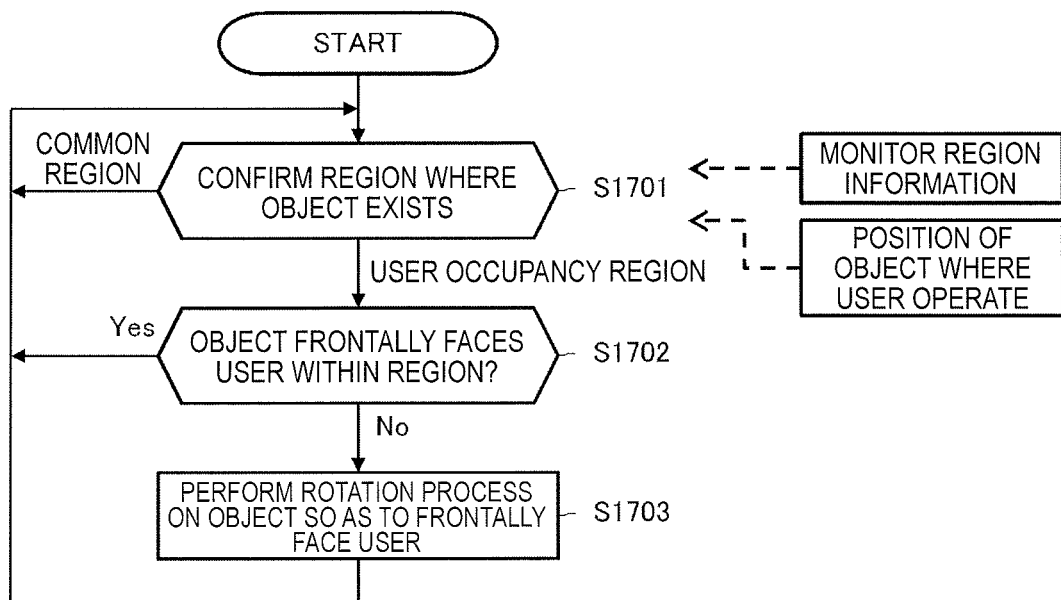 START
COMMON
REGION
CONFIRM REGION WHERE
OBJECT EXISTS
S1701
MONITOR REGION
INFORMATION
POSITION OF
OBJECT WHERE
USER OPERATE
USER OCCUPANCY REGION
Yes
OBJECT FRONTALLY FACES
USER WITHIN REGION?
S1702
No
PERFORM ROTATION PROCESS
ON OBJECT SO AS TO FRONTALLY
FACE USER
S1703